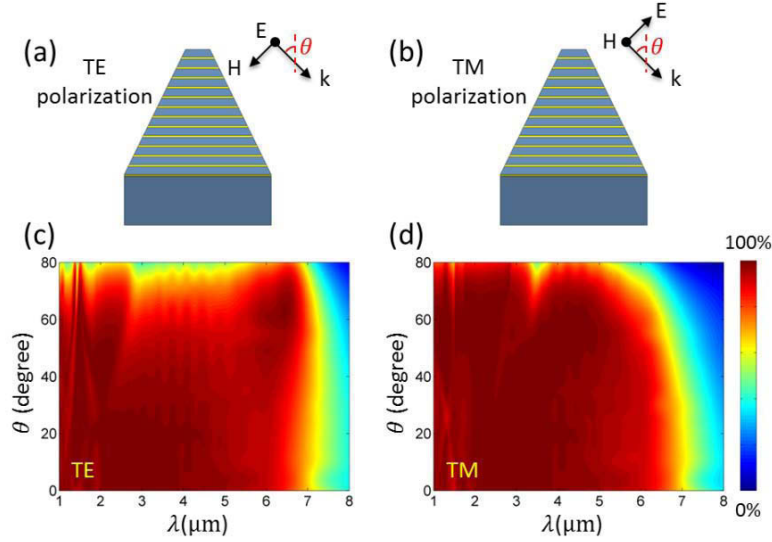 (a)
TE
polarization
E
θ
H
k
(b)
TM
polarization
E
H
θ
k
(c)
θ (degree)
80
60
40
20
0
TE
1 2 3 4 5 6 7 8
λ(μm)
(d)
θ (degree)
80
60
40
20
0
TM
1 2 3 4 5 6 7 8
λ(μm)
100%
0%